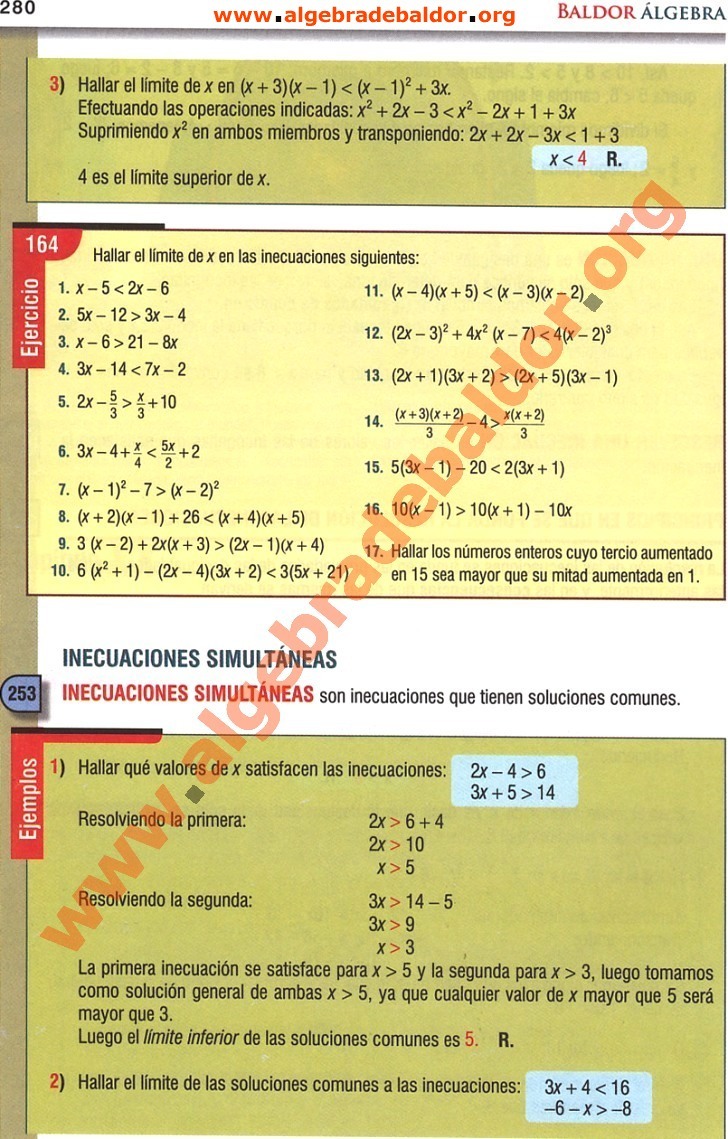 280
www.algebradebaldor.org
BALDOR ÁLGEBRA
3) Hallar el límite de x en (x + 3)(x − 1) < (x − 1)² + 3x.
Efectuando las operaciones indicadas: x² + 2x − 3 < x² − 2x + 1 + 3x
Suprimiendo x² en ambos miembros y transponiendo: 2x + 2x − 3x < 1 + 3
x < 4 R.
4 es el límite superior de x.
164
Ejercicio
Hallar el límite de x en las inecuaciones siguientes:
1. x − 5 < 2x − 6
2. 5x − 12 > 3x − 4
3. x − 6 > 21 − 8x
4. 3x − 14 < 7x − 2
5. 2x − 5/3 > x/3 + 10
6. 3x − 4 + x/4 < 5x/2 + 2
7. (x − 1)² − 7 > (x − 2)²
8. (x + 2)(x − 1) + 26 < (x + 4)(x + 5)
9. 3 (x − 2) + 2x(x + 3) > (2x − 1)(x + 4)
10. 6 (x² + 1) − (2x − 4)(3x + 2) < 3(5x + 21)
11. (x − 4)(x + 5) < (x − 3)(x − 2)
12. (2x − 3)² + 4x² (x − 7) < 4(x − 2)³
13. (2x + 1)(3x + 2) > (2x + 5)(3x − 1)
14. (x + 3)(x + 2)/3 − 4 > x(x + 2)/3
15. 5(3x − 1) − 20 < 2(3x + 1)
16. 10(x − 1) > 10(x + 1) − 10x
17. Hallar los números enteros cuyo tercio aumentado
en 15 sea mayor que su mitad aumentada en 1.
www.algebradebaldor.org
INECUACIONES SIMULTÁNEAS
253
INECUACIONES SIMULTÁNEAS son inecuaciones que tienen soluciones comunes.
Ejemplos
1) Hallar qué valores de x satisfacen las inecuaciones: 2x − 4 > 6
3x + 5 > 14
Resolviendo la primera: 2x > 6 + 4
2x > 10
x > 5
Resolviendo la segunda: 3x > 14 − 5
3x > 9
x > 3
La primera inecuación se satisface para x > 5 y la segunda para x > 3, luego tomamos
como solución general de ambas x > 5, ya que cualquier valor de x mayor que 5 será
mayor que 3.
Luego el límite inferior de las soluciones comunes es 5. R.
2) Hallar el límite de las soluciones comunes a las inecuaciones: 3x + 4 < 16
−6 − x > −8